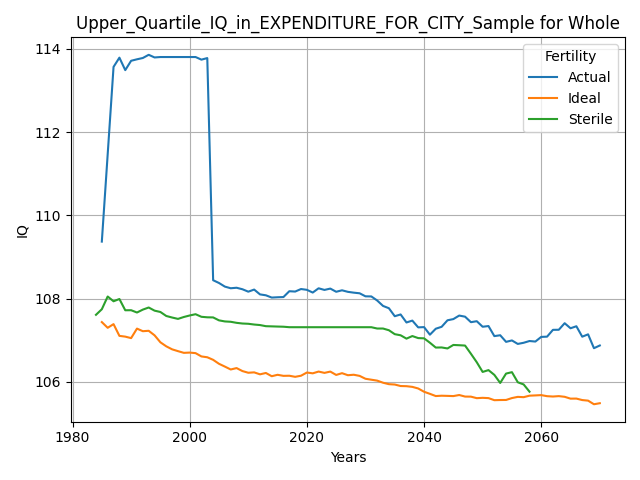 Upper_Quartile_IQ_in_EXPENDITURE_FOR_CITY_Sample for Whole
Fertility
Actual
Ideal
Sterile
IQ
114
112
110
108
106
1980
2000
2020
2040
2060
Years